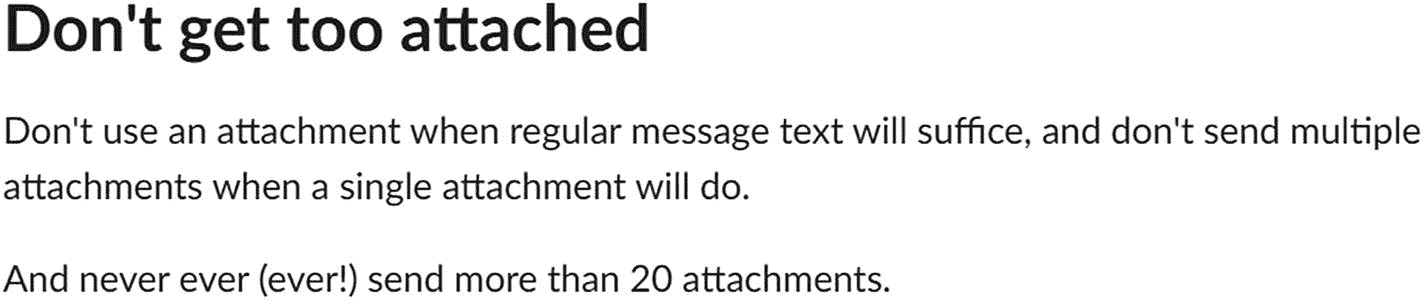 Don't get too attached
Don't use an attachment when regular message text will suffice, and don't send multiple
attachments when a single attachment will do.
And never ever (ever!) send more than 20 attachments.